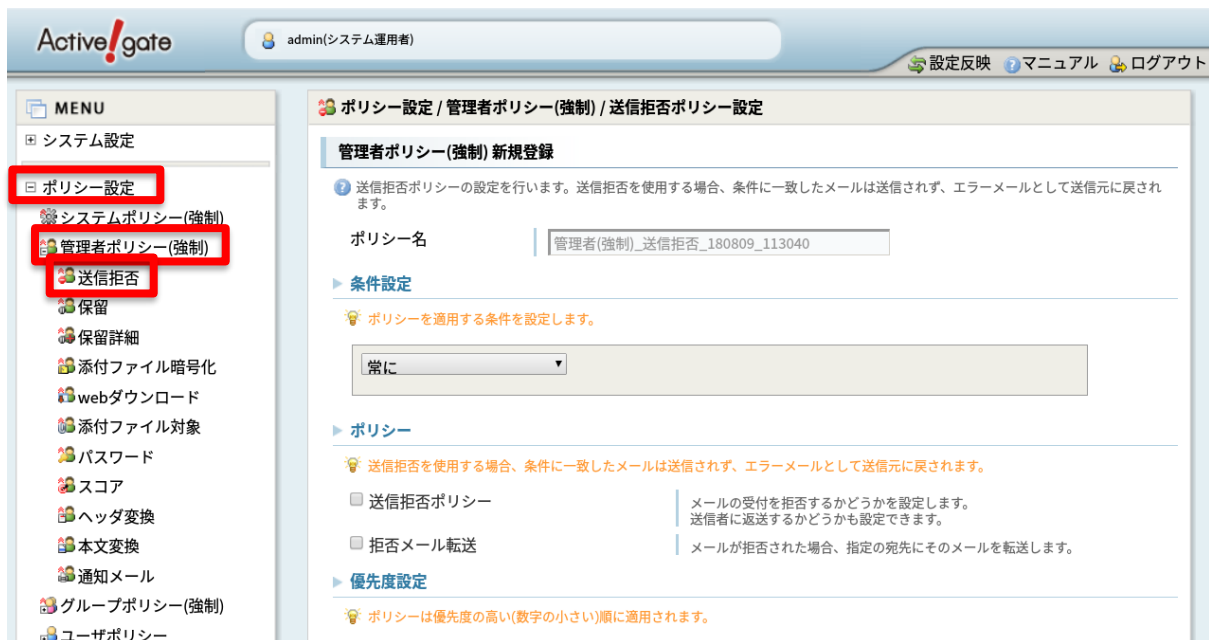 Active! gate
admin(システム運用者)
設定反映 マニュアル ログアウト
MENU
システム設定
ポリシー設定
システムポリシー(強制)
管理者ポリシー(強制)
送信拒否
保留
保留詳細
添付ファイル暗号化
webダウンロード
添付ファイル対象
パスワード
スコア
ヘッダ変換
本文変換
通知メール
グループポリシー(強制)
ユーザポリシー
ポリシー設定 / 管理者ポリシー(強制) / 送信拒否ポリシー設定
管理者ポリシー(強制) 新規登録
送信拒否ポリシーの設定を行います。送信拒否を使用する場合、条件に一致したメールは送信されず、エラーメールとして送信元に戻され
ます。
ポリシー名
管理者(強制)_送信拒否_180809_113040
条件設定
ポリシーを適用する条件を設定します。
常に
ポリシー
送信拒否を使用する場合、条件に一致したメールは送信されず、エラーメールとして送信元に戻されます。
送信拒否ポリシー
メールの受付を拒否するかどうかを設定します。
送信者に返送するかどうかも設定できます。
拒否メール転送
メールが拒否された場合、指定の宛先にそのメールを転送します。
優先度設定
ポリシーは優先度の高い(数字の小さい)順に適用されます。